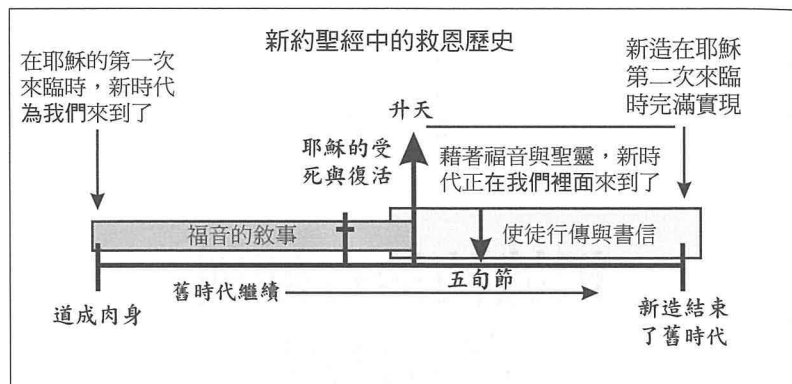 新約聖經中的救恩歷史
在耶穌的第一次
來臨時，新時代
為我們來到了
新造在耶穌
第二次來臨
時完滿實現
升天
耶穌的受
死與復活
藉著福音與聖靈，新時
代正在我們裡面來到了
福音的敘事
使徒行傳與書信
舊時代繼續
五旬節
道成肉身
新造結束
了舊時代